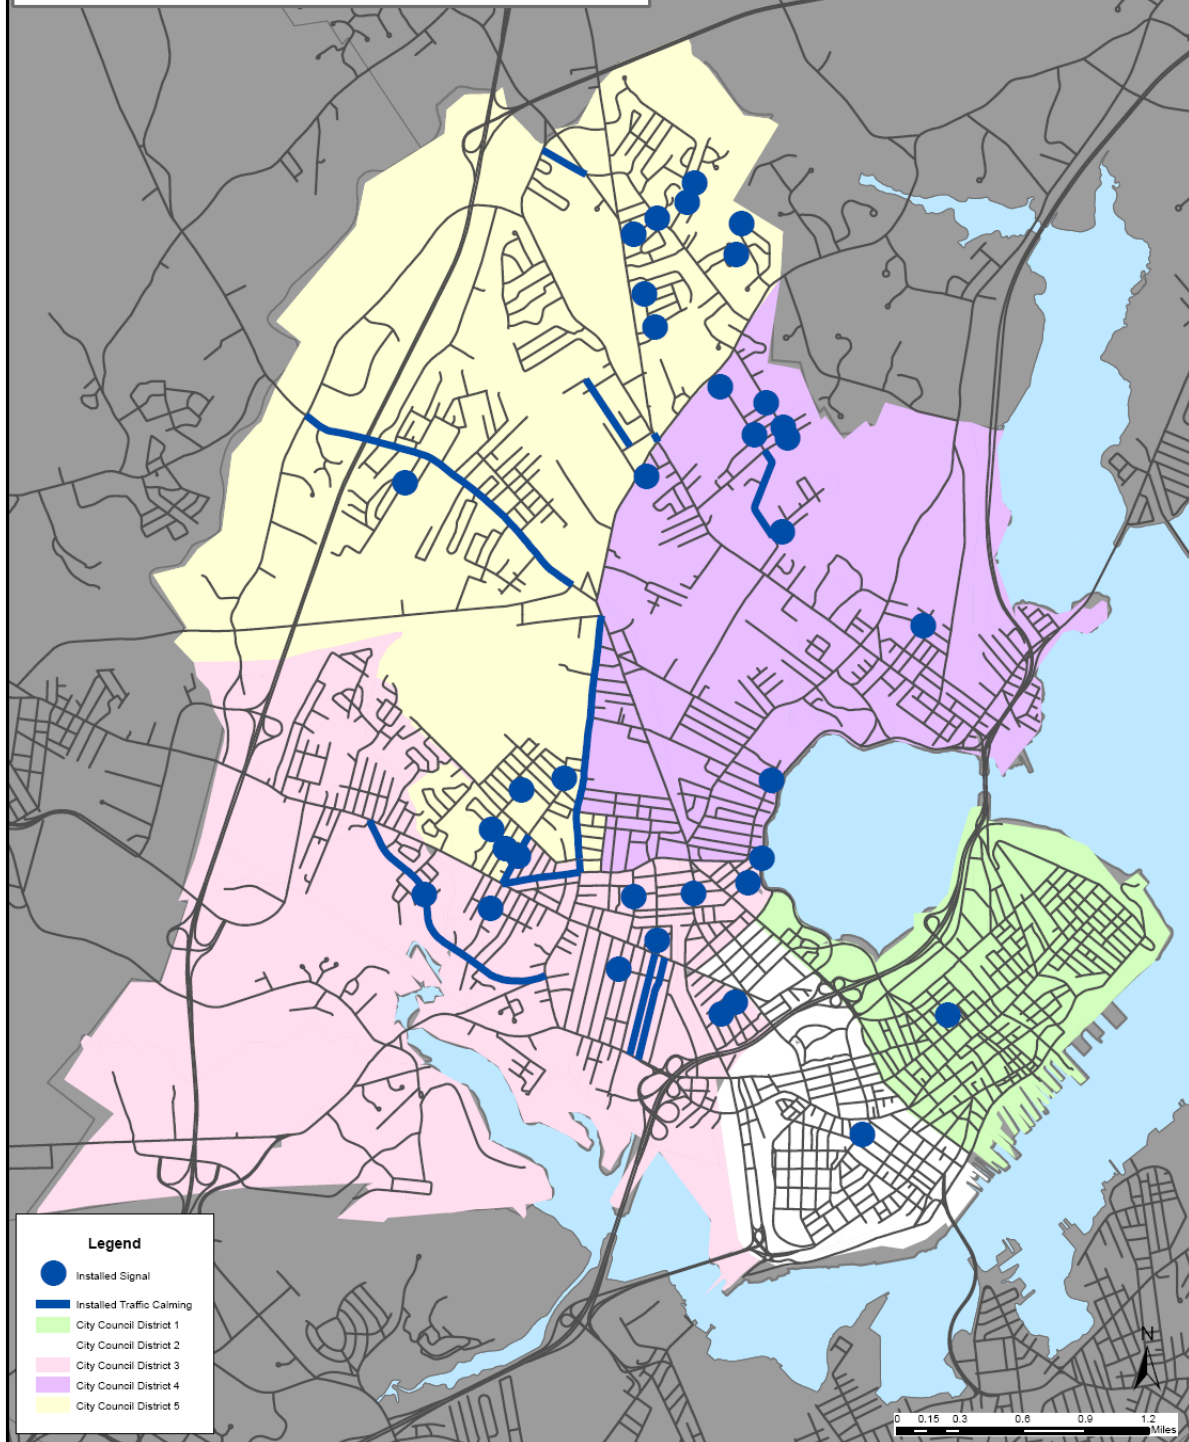 Legend
Installed Signal
Installed Traffic Calming
City Council District 1
City Council District 2
City Council District 3
City Council District 4
City Council District 5
N
0 0.15 0.3 0.6 0.9 1.2
Miles